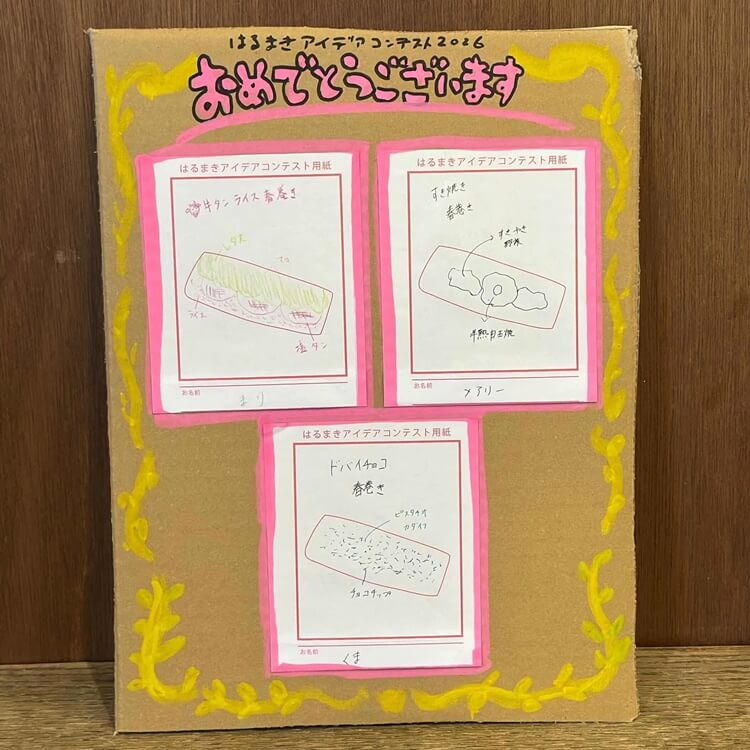 はるまきアイデアコンテスト2026
おめでとうございます
はるまきアイデアコンテスト用紙
牛タンライス春巻き
ライス
塩タン
お名前
まり
はるまきアイデアコンテスト用紙
すき焼き
春巻き
すきやき
野菜
半熟目玉焼
お名前
メアリー
はるまきアイデアコンテスト用紙
ドバイチョコ
春巻き
ピスタチオ
カダイフ
チョコチップ
お名前
くま